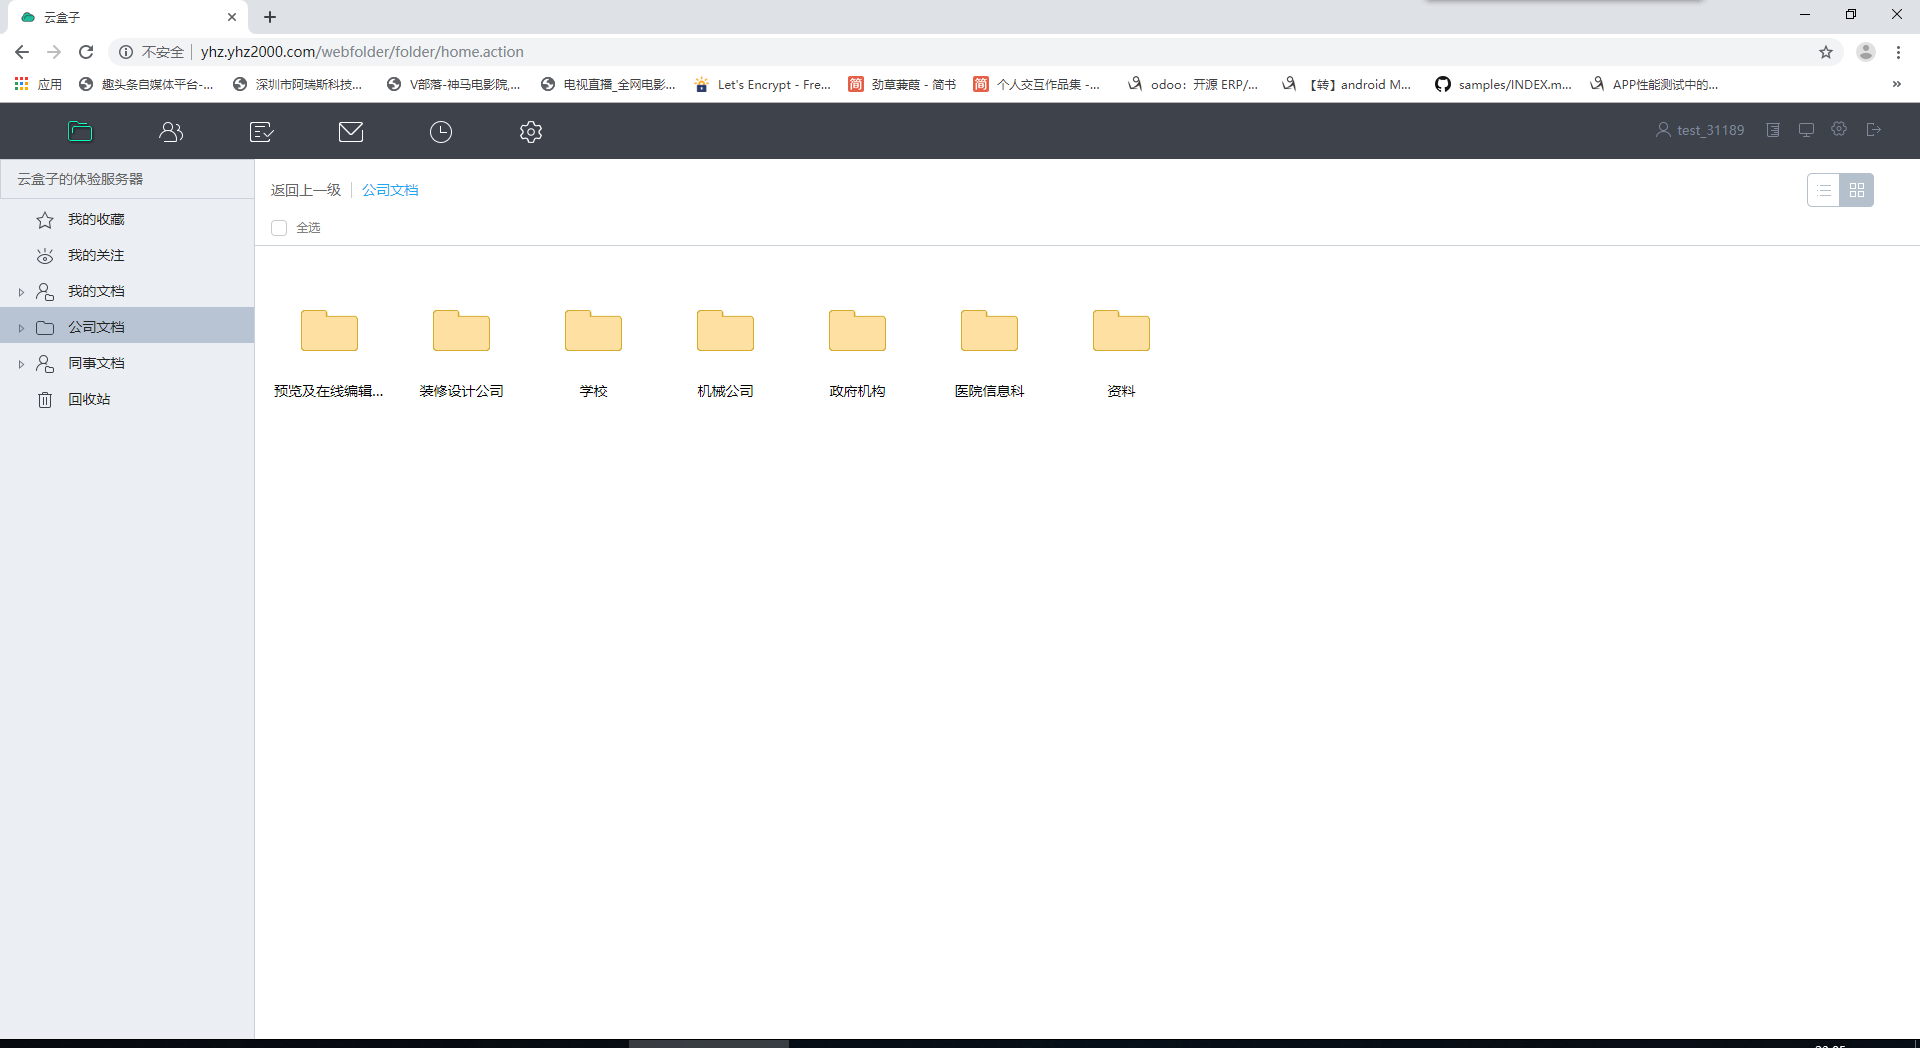 云盒子
不安全 yhz.yhz2000.com/webfolder/folder/home.action
应用 趣头条自媒体平台-... 深圳市阿瑞斯科技... V部落-神马电影院,... 电视直播_全网电影... Let's Encrypt - Fre... 简 劲草蒹葭 - 简书 简 个人交互作品集 -... odoo：开源 ERP/... 【转】android M... samples/INDEX.m... APP性能测试中的... »
test_31189
云盒子的体验服务器
我的收藏
我的关注
我的文档
公司文档
同事文档
回收站
返回上一级 公司文档
全选
预览及在线编辑... 装修设计公司 学校 机械公司 政府机构 医院信息科 资料